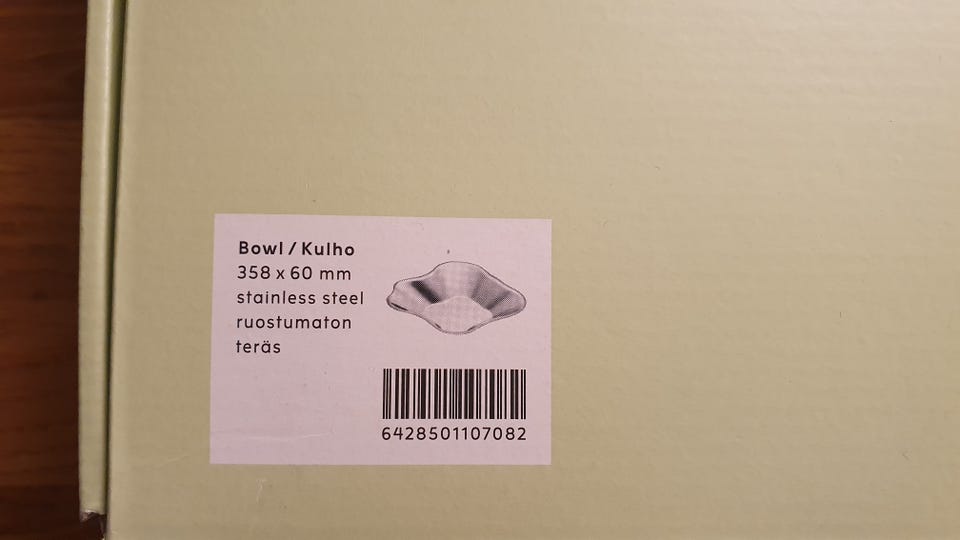 Bowl / Kulho
358 x 60 mm
stainless steel
ruostumaton
teräs
6428501107082